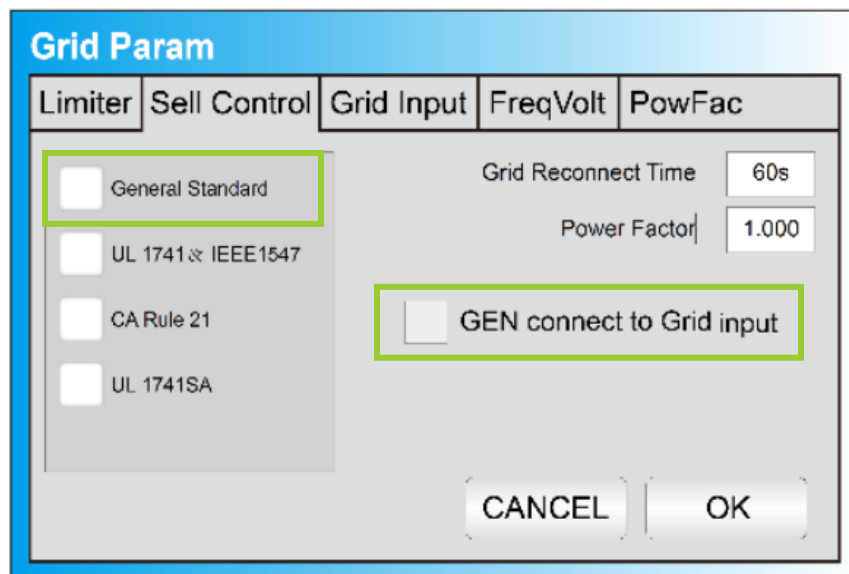 Grid Param
Limiter Sell Control Grid Input FreqVolt PowFac
General Standard
UL 1741& IEEE1547
CA Rule 21
UL 1741SA
Grid Reconnect Time 60s
Power Factor 1.000
GEN connect to Grid input
CANCEL OK